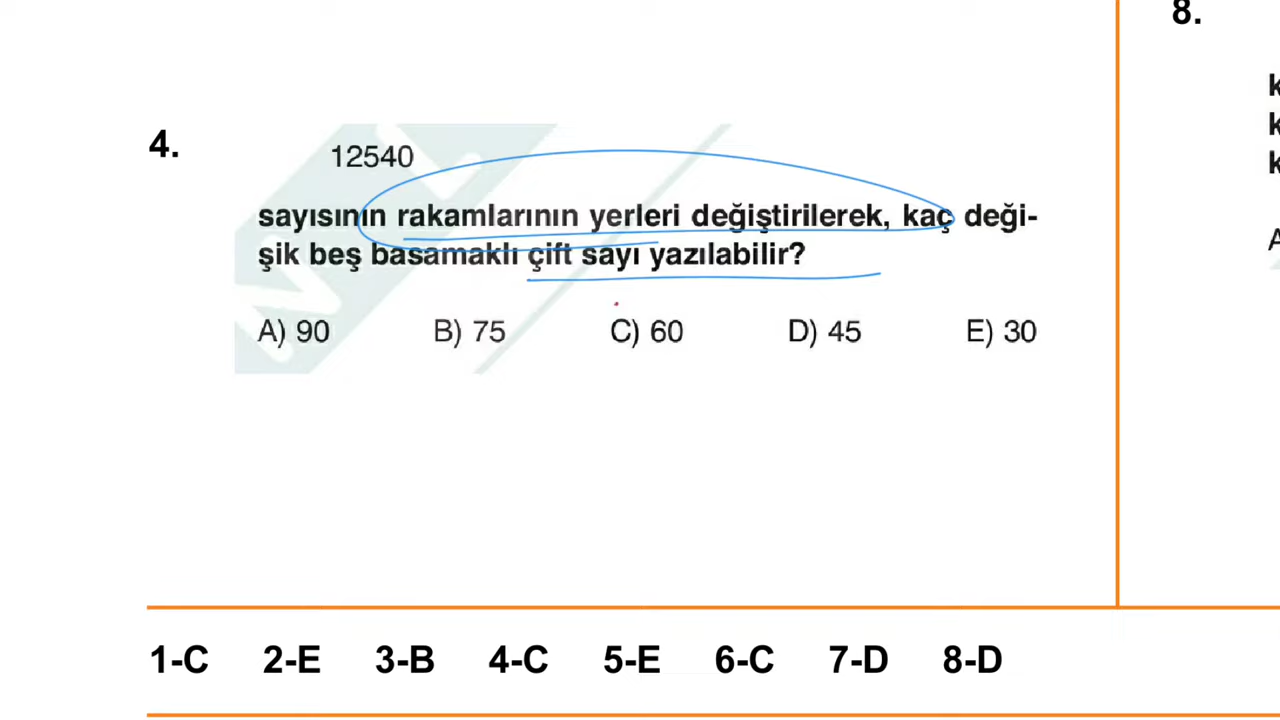 8.
4.
12540
sayısının rakamlarının yerleri değiştirilerek, kaç deği-
şik beş basamaklı çift sayı yazılabilir?
A) 90 B) 75 C) 60 D) 45 E) 30
k
k
k
A
1-C 2-E 3-B 4-C 5-E 6-C 7-D 8-D